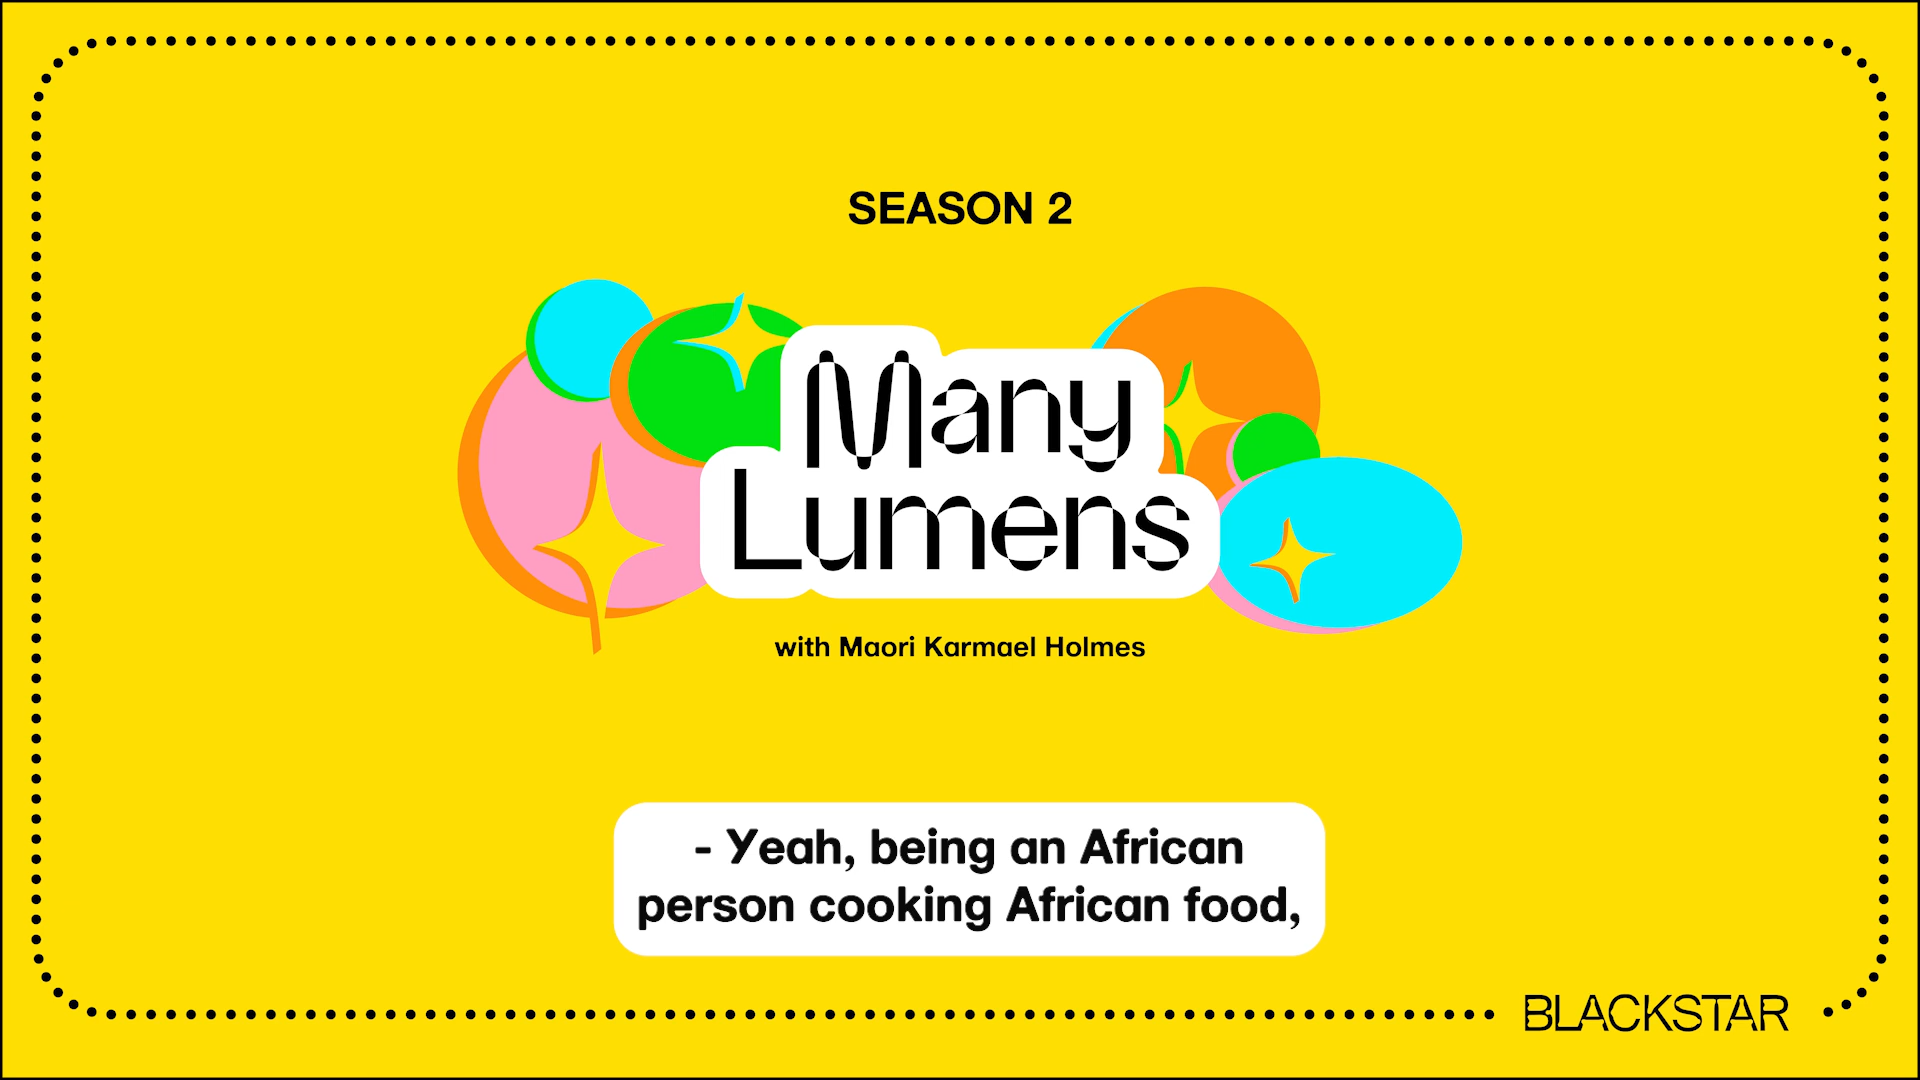 SEASON 2
Many
Lumens
with Maori Karmael Holmes
- Yeah, being an African
person cooking African food,
BLACKSTAR